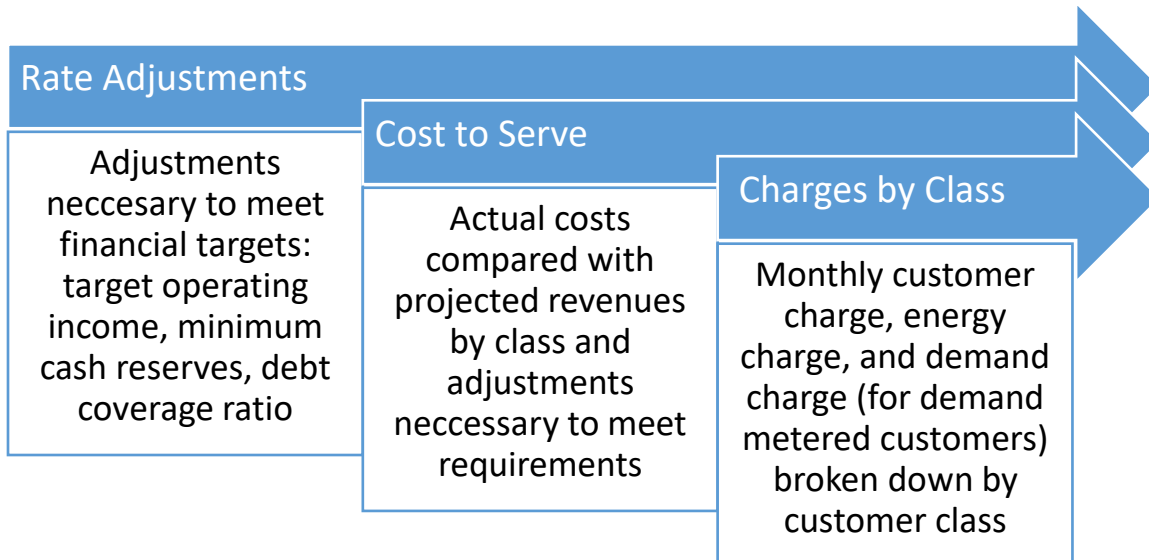 Rate Adjustments
Adjustments
neccesary to meet
financial targets:
target operating
income, minimum
cash reserves, debt
coverage ratio
Cost to Serve
Actual costs
compared with
projected revenues
by class and
adjustments
neccessary to meet
requirements
Charges by Class
Monthly customer
charge, energy
charge, and demand
charge (for demand
metered customers)
broken down by
customer class